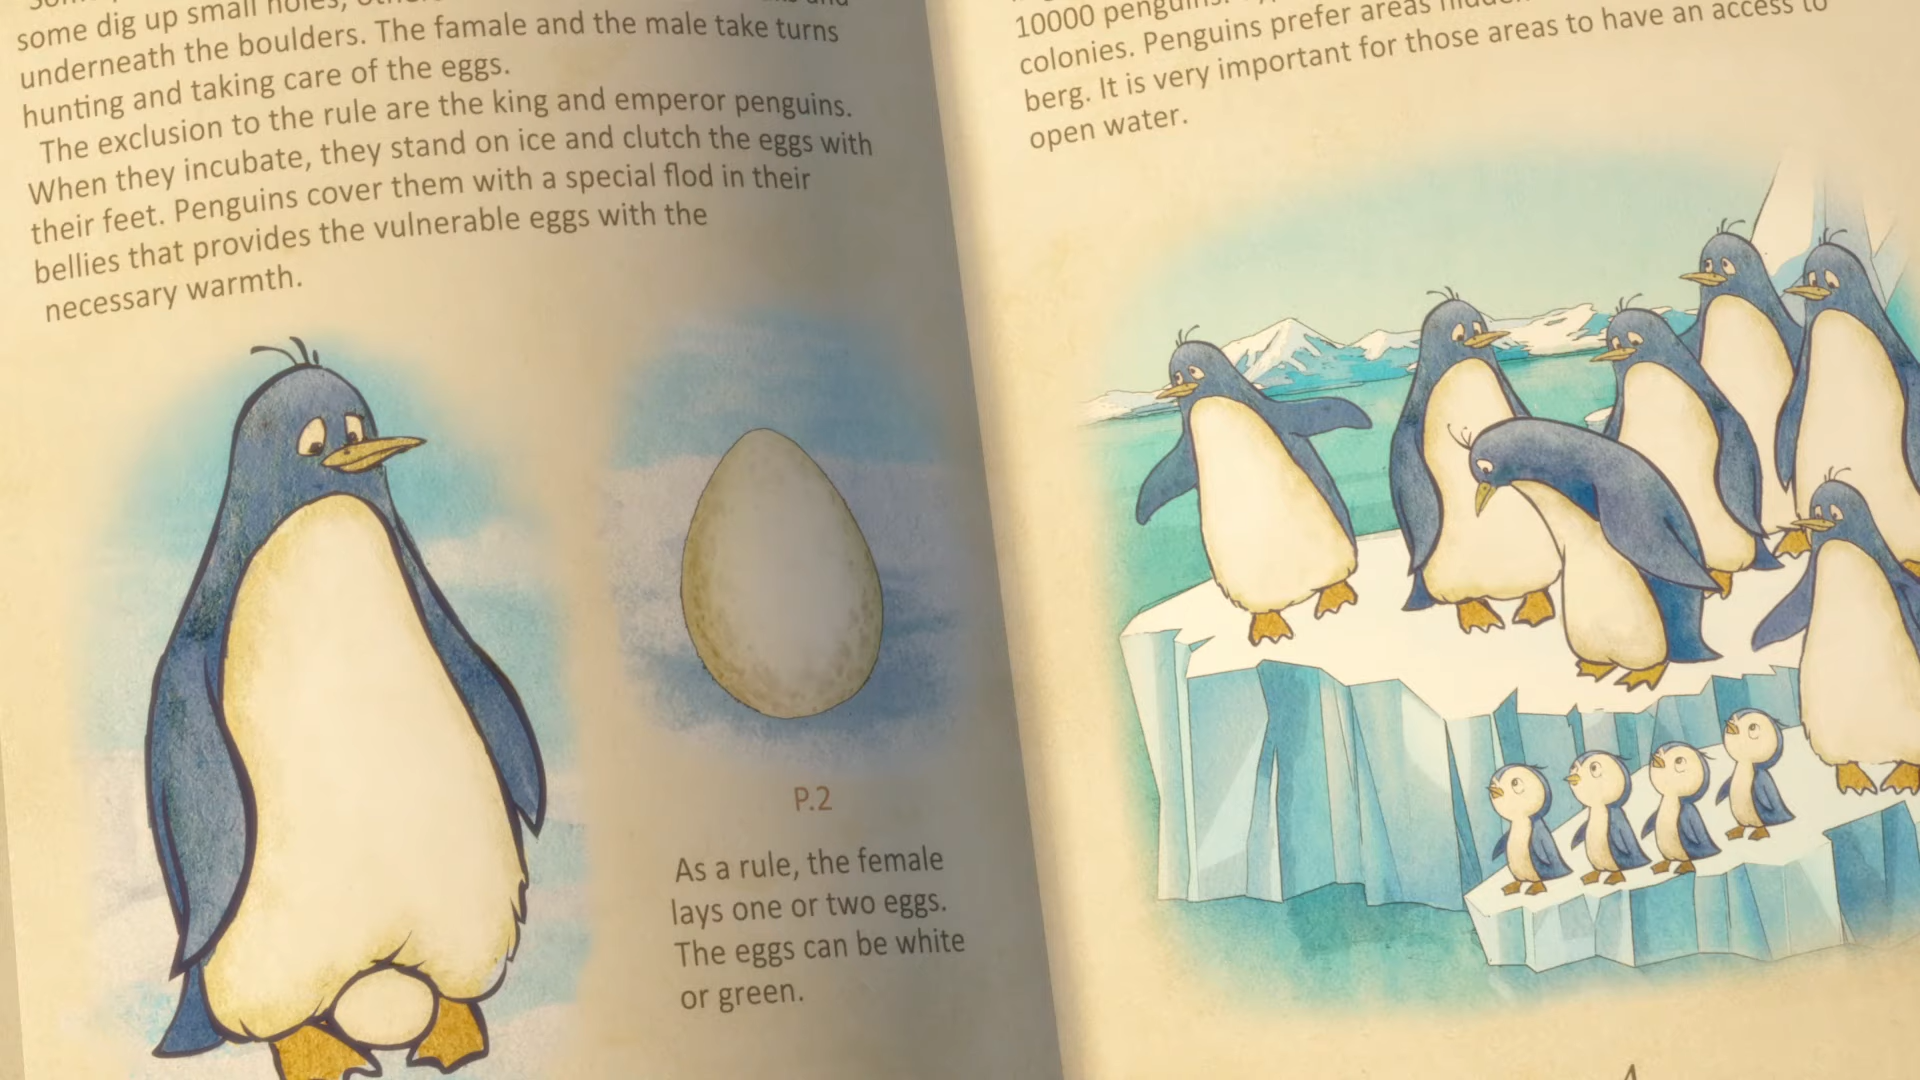 some dig up small holes,
underneath the boulders. The famale and the male take turns
hunting and taking care of the eggs.
The exclusion to the rule are the king and emperor penguins.
When they incubate, they stand on ice and clutch the eggs with
their feet. Penguins cover them with a special flod in their
bellies that provides the vulnerable eggs with the
necessary warmth.
P.2
As a rule, the female
lays one or two eggs.
The eggs can be white
or green.
10000 penguins.
colonies. Penguins prefer areas
berg. It is very important for those areas to have an access to
open water.